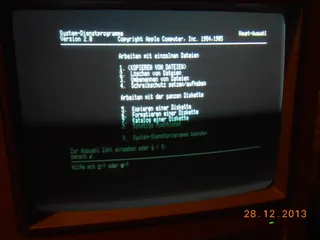 System-Dienstprogramme Haupt-Auswahl
Version 2.0 Copyright Apple Computer, Inc. 1984,1985
Arbeiten mit einzelnen Dateien
1. (KOPIEREN VON DATEIEN)
2. Löschen von Dateien
3. Umbenennen von Dateien
4. Schreibschutz setzen/aufheben
Arbeiten mit der ganzen Diskette
5. Kopieren einer Diskette
6. Formatieren einer Diskette
7. Katalog einer Diskette
8.
9. System-Dienstprogramme beenden
Zur Auswahl Zahl eingeben oder
danach
Hilfe mit
28.12.2013